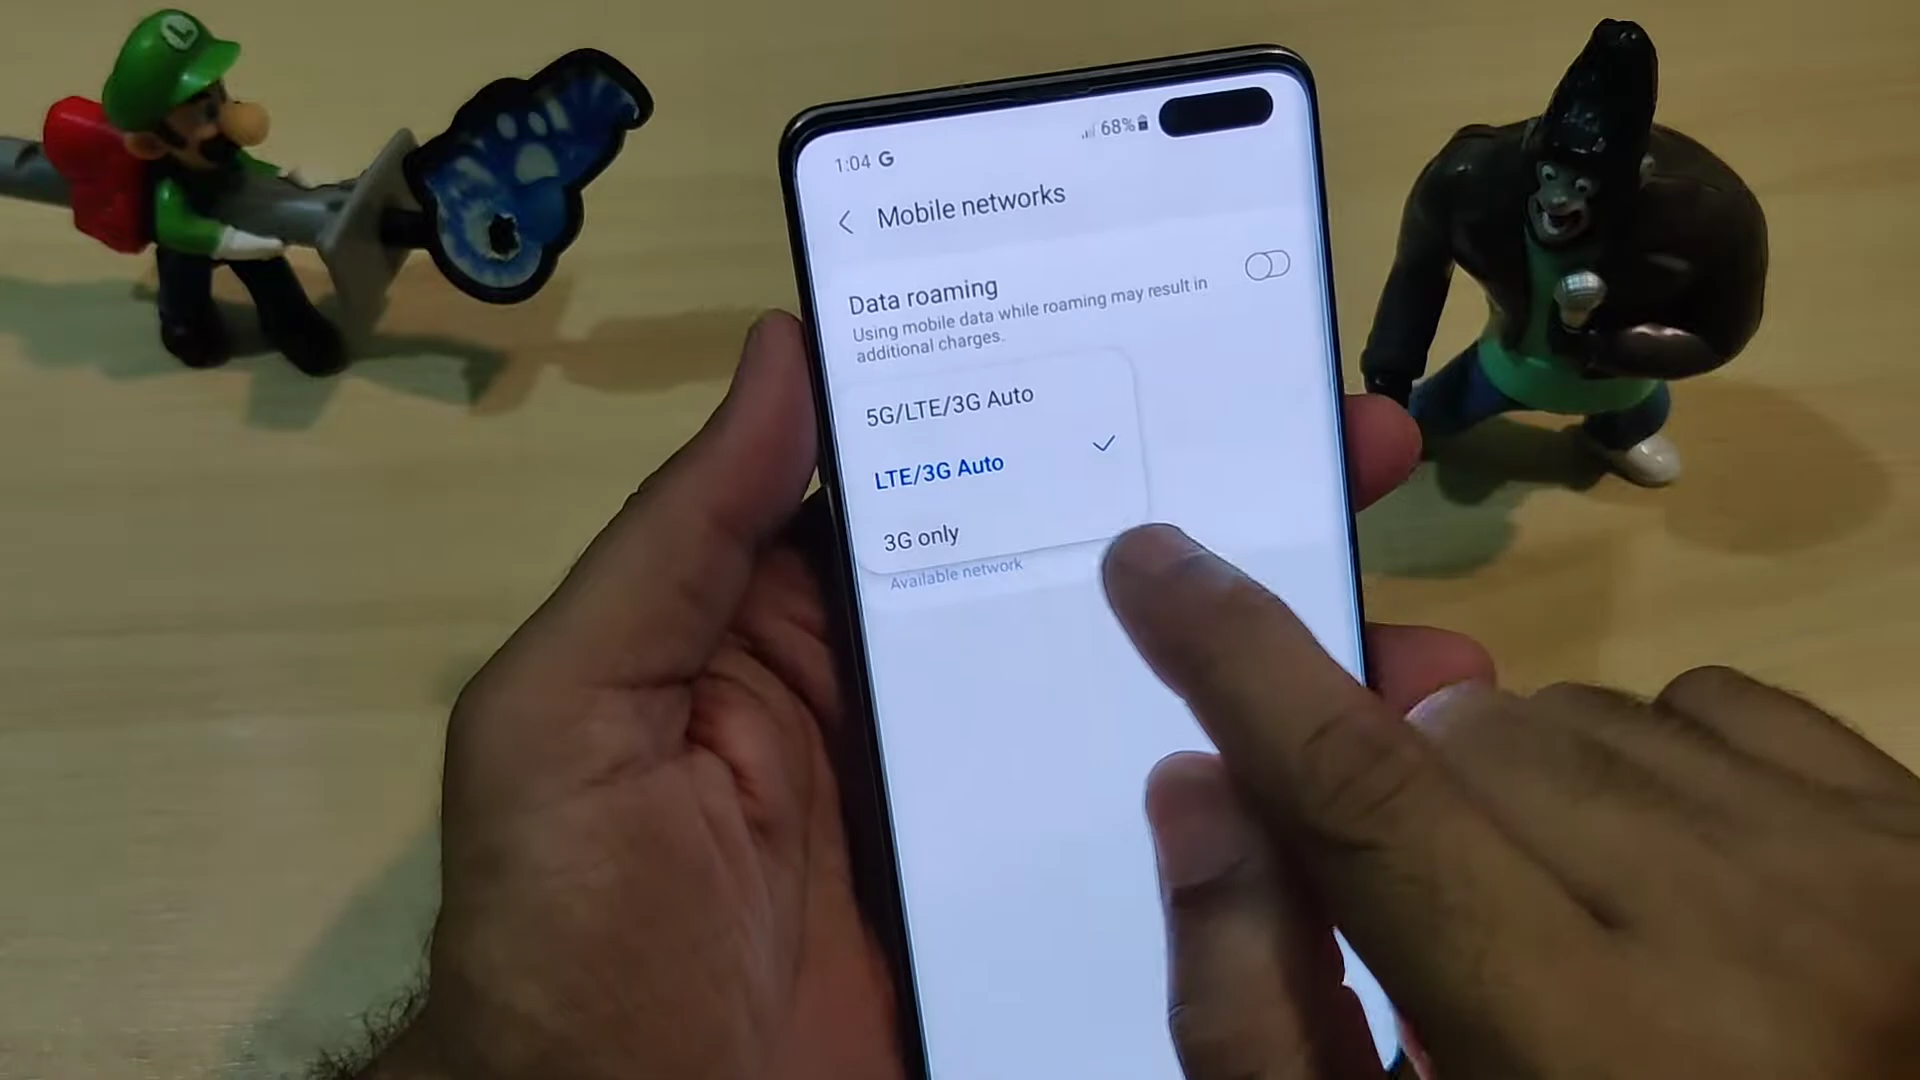 L
1:04 G
68%
Mobile networks
Data roaming
Using mobile data while roaming may result in
additional charges.
5G/LTE/3G Auto
LTE/3G Auto
3G only
Available network